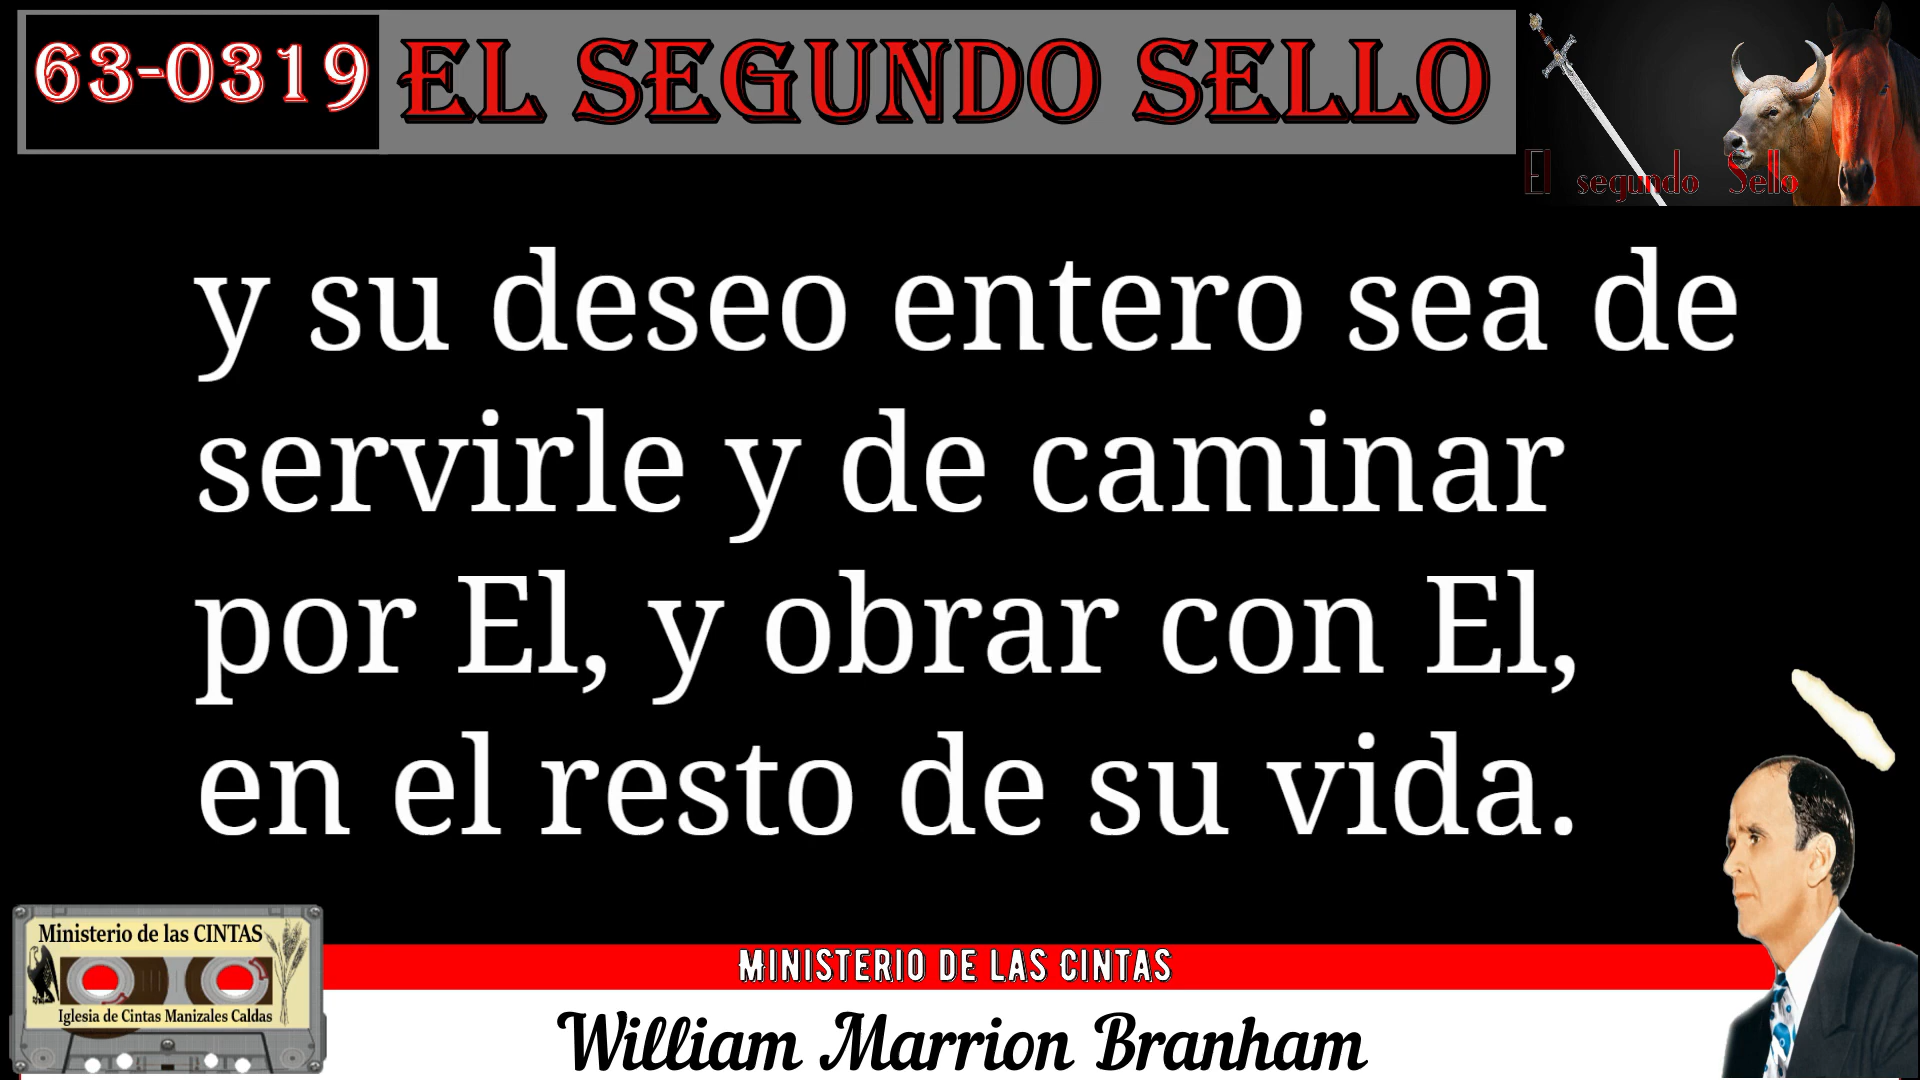 63-0319 EL SEGUNDO SELLO
El segundo Sello
y su deseo entero sea de
servirle y de caminar
por El, y obrar con El,
en el resto de su vida.
Ministerio de las CINTAS
Iglesia de Cintas Manizales Caldas
MINISTERIO DE LAS CINTAS
William Marrion Branham